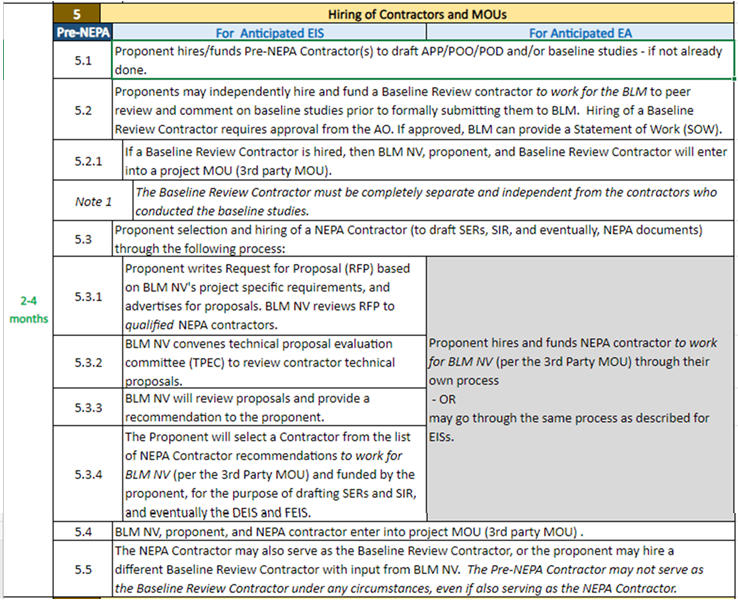 5
Hiring of Contractors and MOUs
Pre-NEPA
For Anticipated EIS
For Anticipated EA
5.1
Proponent hires/funds Pre-NEPA Contractor(s) to draft APP/POO/POD and/or baseline studies - if not already
done.
5.2
Proponents may independently hire and fund a Baseline Review contractor to work for the BLM to peer
review and comment on baseline studies prior to formally submitting them to BLM. Hiring of a Baseline
Review Contractor requires approval from the AO. If approved, BLM can provide a Statement of Work (SOW).
5.2.1
If a Baseline Review Contractor is hired, then BLM NV, proponent, and Baseline Review Contractor will enter
into a project MOU (3rd party MOU).
Note 1
The Baseline Review Contractor must be completely separate and independent from the contractors who
conducted the baseline studies.
5.3
Proponent selection and hiring of a NEPA Contractor (to draft SERs, SIR, and eventually, NEPA documents)
through the following process:
2-4
months
5.3.1
Proponent writes Request for Proposal (RFP) based
on BLM NV's project specific requirements, and
advertises for proposals. BLM NV reviews RFP to
qualified NEPA contractors.
5.3.2
BLM NV convenes technical proposal evaluation
committee (TPEC) to review contractor technical
proposals.
5.3.3
BLM NV will review proposals and provide a
recommendation to the proponent.
5.3.4
The Proponent will select a Contractor from the list
of NEPA Contractor recommendations to work for
BLM NV (per the 3rd Party MOU) and funded by the
proponent, for the purpose of drafting SERs and SIR,
and eventually the DEIS and FEIS.
Proponent hires and funds NEPA contractor to work
for BLM NV (per the 3rd Party MOU) through their
own process
- OR
may go through the same process as described for
EISs.
5.4
BLM NV, proponent, and NEPA contractor enter into project MOU (3rd party MOU) .
5.5
The NEPA Contractor may also serve as the Baseline Review Contractor, or the proponent may hire a
different Baseline Review Contractor with input from BLM NV. The Pre-NEPA Contractor may not serve as
the Baseline Review Contractor under any circumstances, even if also serving as the NEPA Contractor.